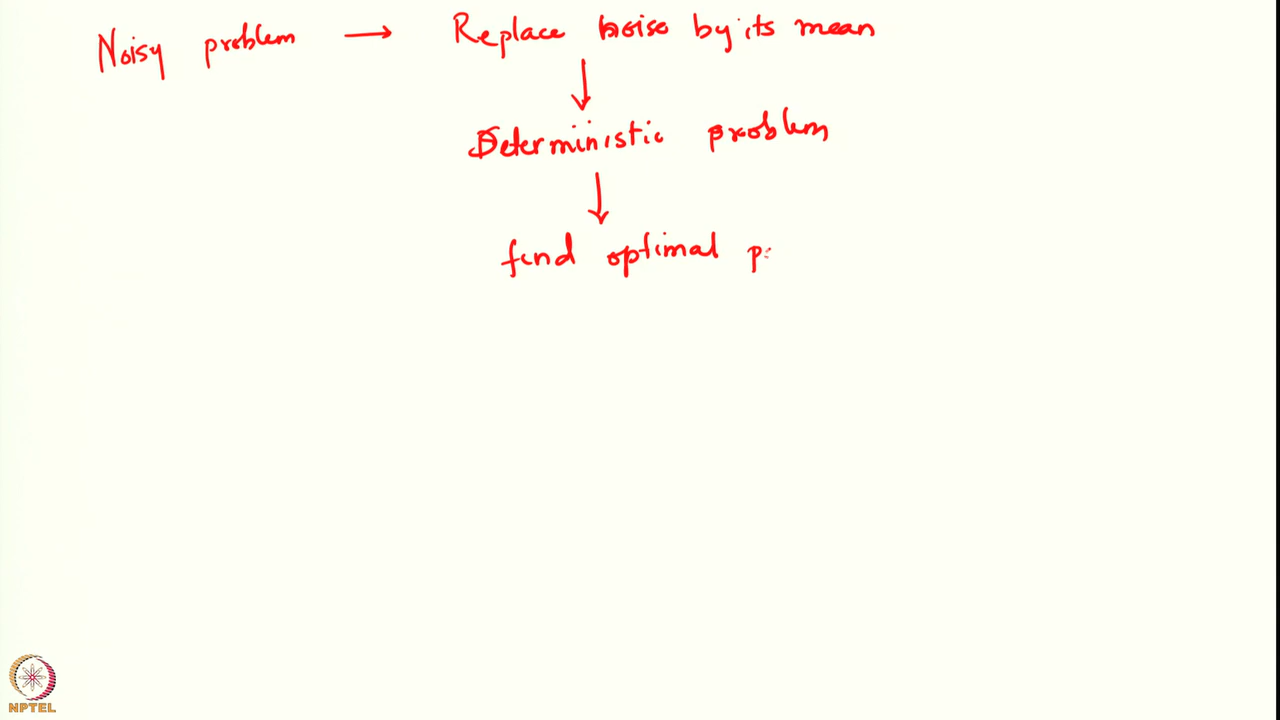 Noisy problem → Replace noise by its mean
↓
Deterministic problem
↓
find optimal p
NPTEL